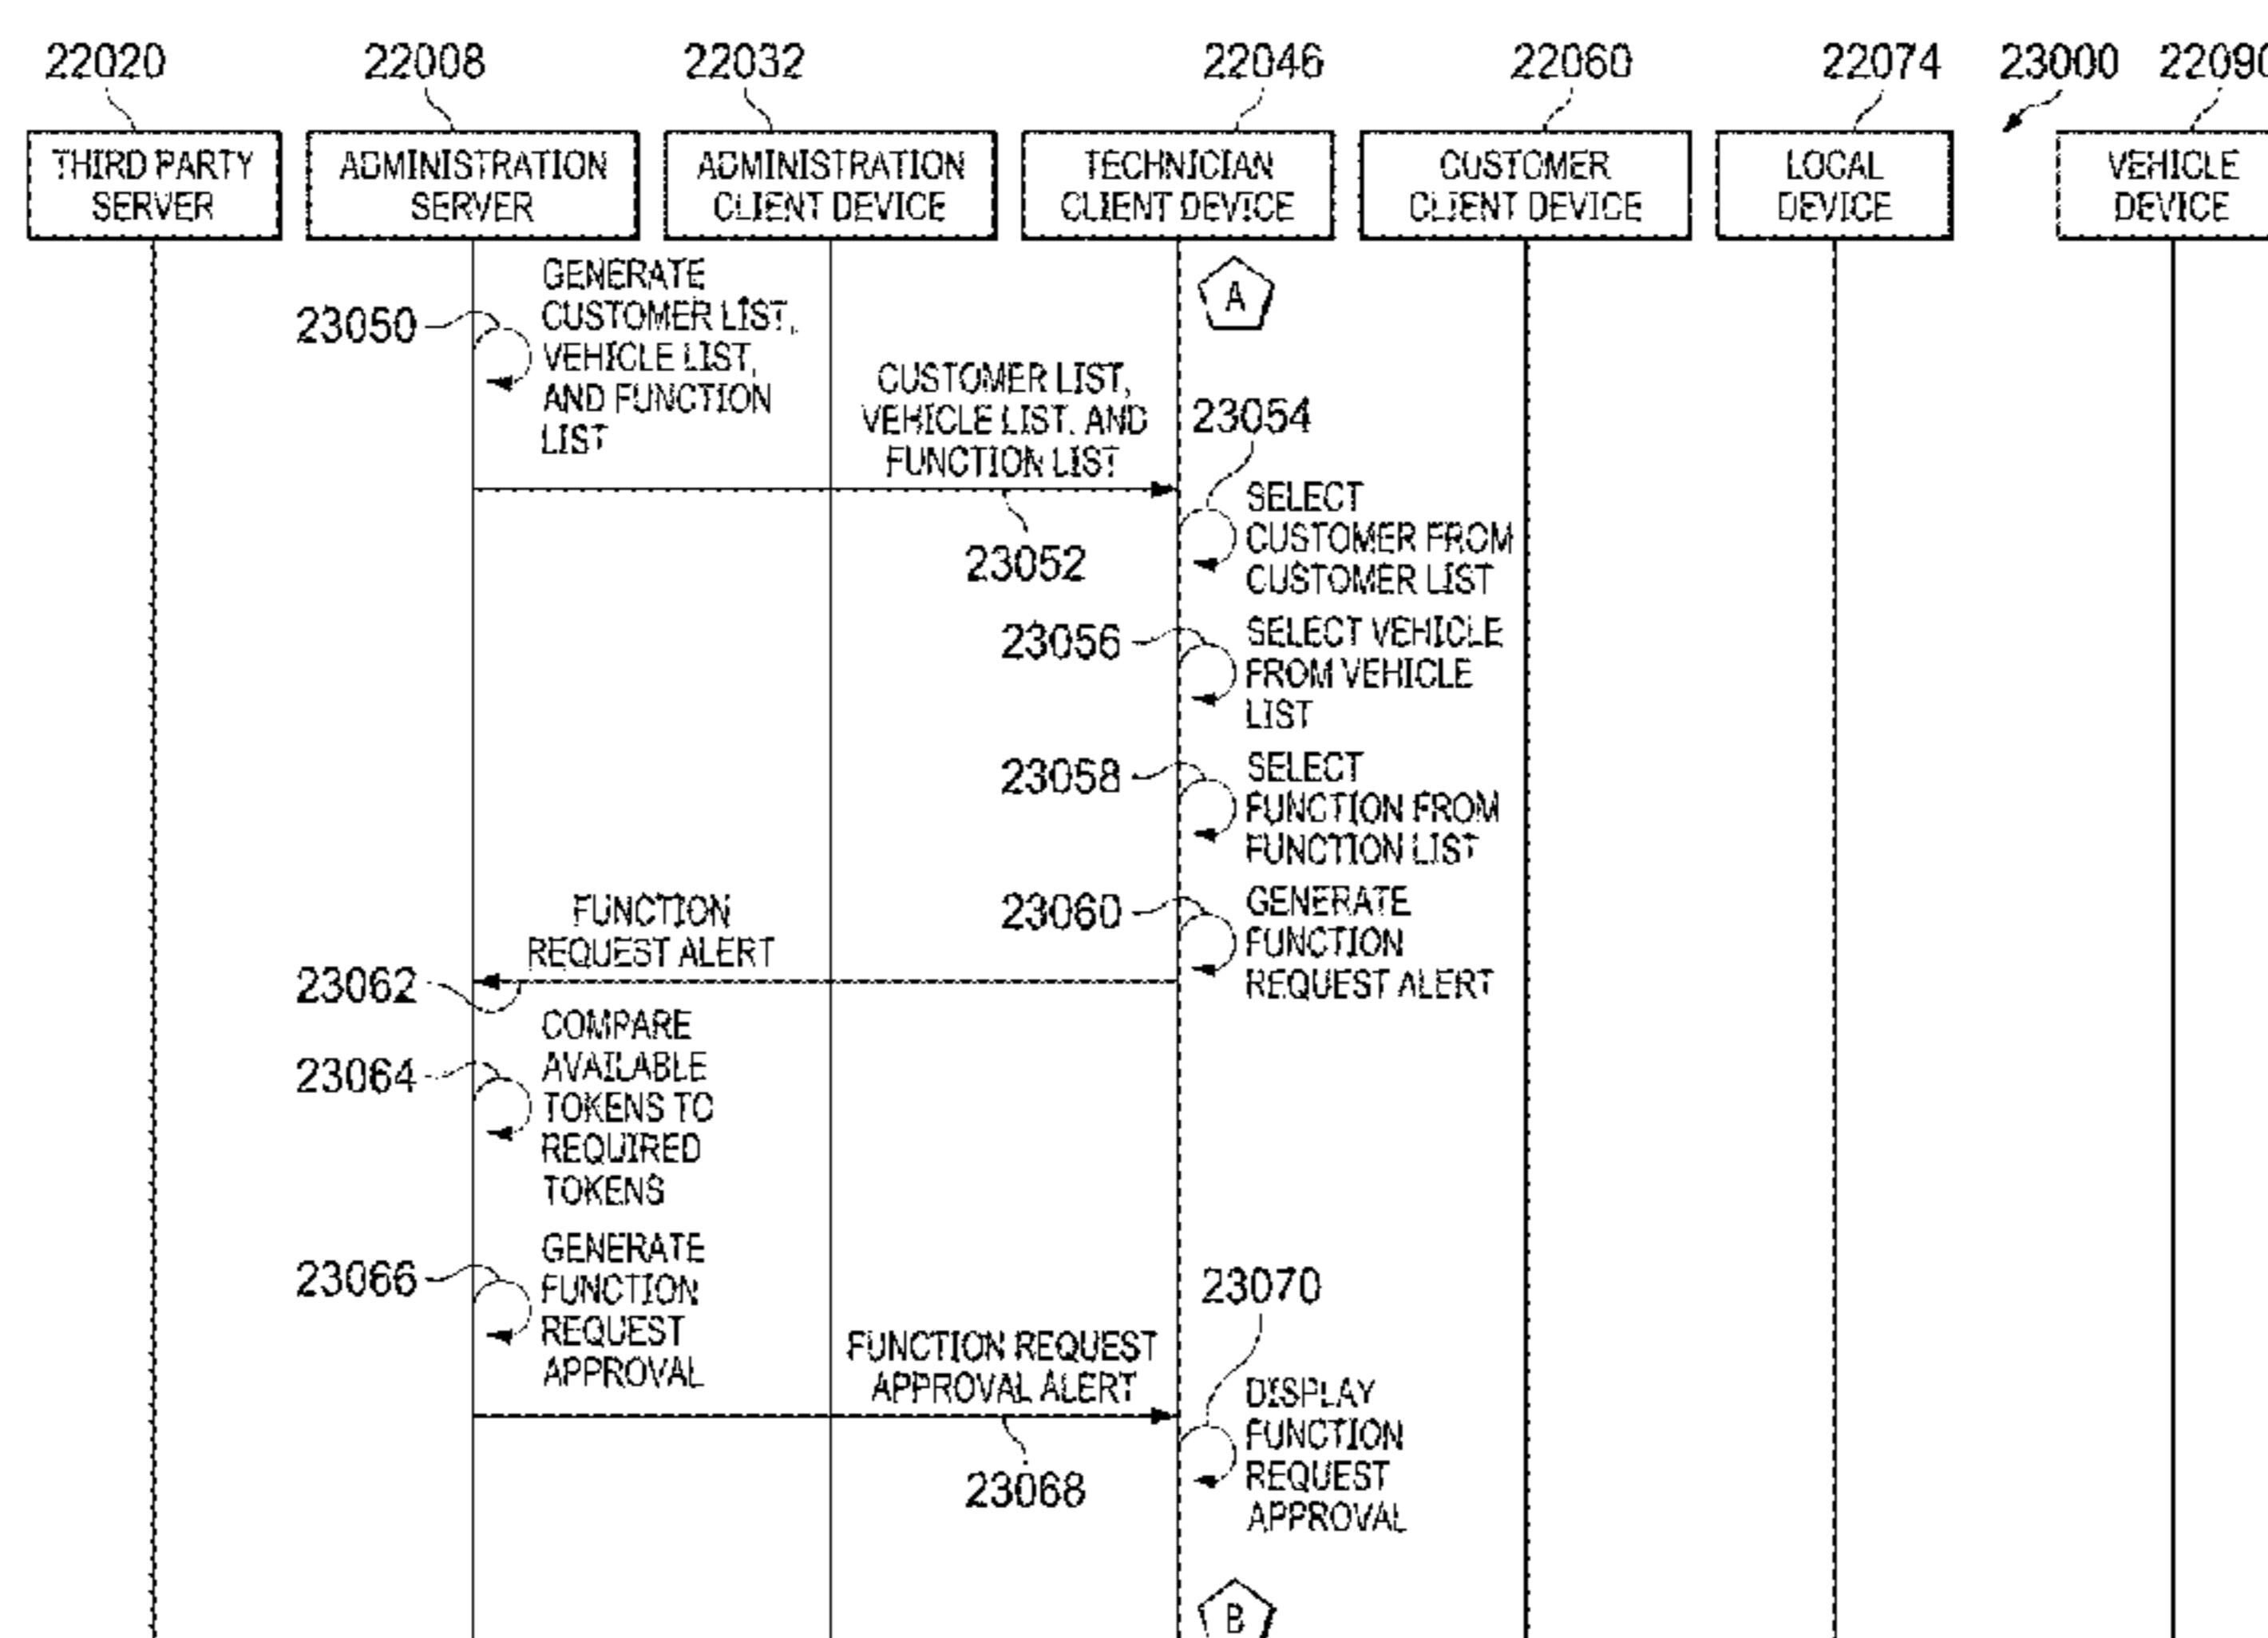 22020
22008
22032
22046
22060
22074
23000
22090
THIRD PARTY
SERVER
ADMINISTRATION
SERVER
ADMINISTRATION
CLIENT DEVICE
TECHNICIAN
CLIENT DEVICE
CUSTOMER
CLIENT DEVICE
LOCAL
DEVICE
VEHICLE
DEVICE
A
23050
GENERATE
CUSTOMER LIST,
VEHICLE LIST,
AND FUNCTION
LIST
CUSTOMER LIST,
VEHICLE LIST, AND
FUNCTION LIST
23052
23054
SELECT
CUSTOMER FROM
CUSTOMER LIST
23056
SELECT VEHICLE
FROM VEHICLE
LIST
23058
SELECT
FUNCTION FROM
FUNCTION LIST
23060
GENERATE
FUNCTION
REQUEST ALERT
FUNCTION
REQUEST ALERT
23062
23064
COMPARE
AVAILABLE
TOKENS TO
REQUIRED
TOKENS
23066
GENERATE
FUNCTION
REQUEST
APPROVAL
FUNCTION REQUEST
APPROVAL ALERT
23068
23070
DISPLAY
FUNCTION
REQUEST
APPROVAL
B